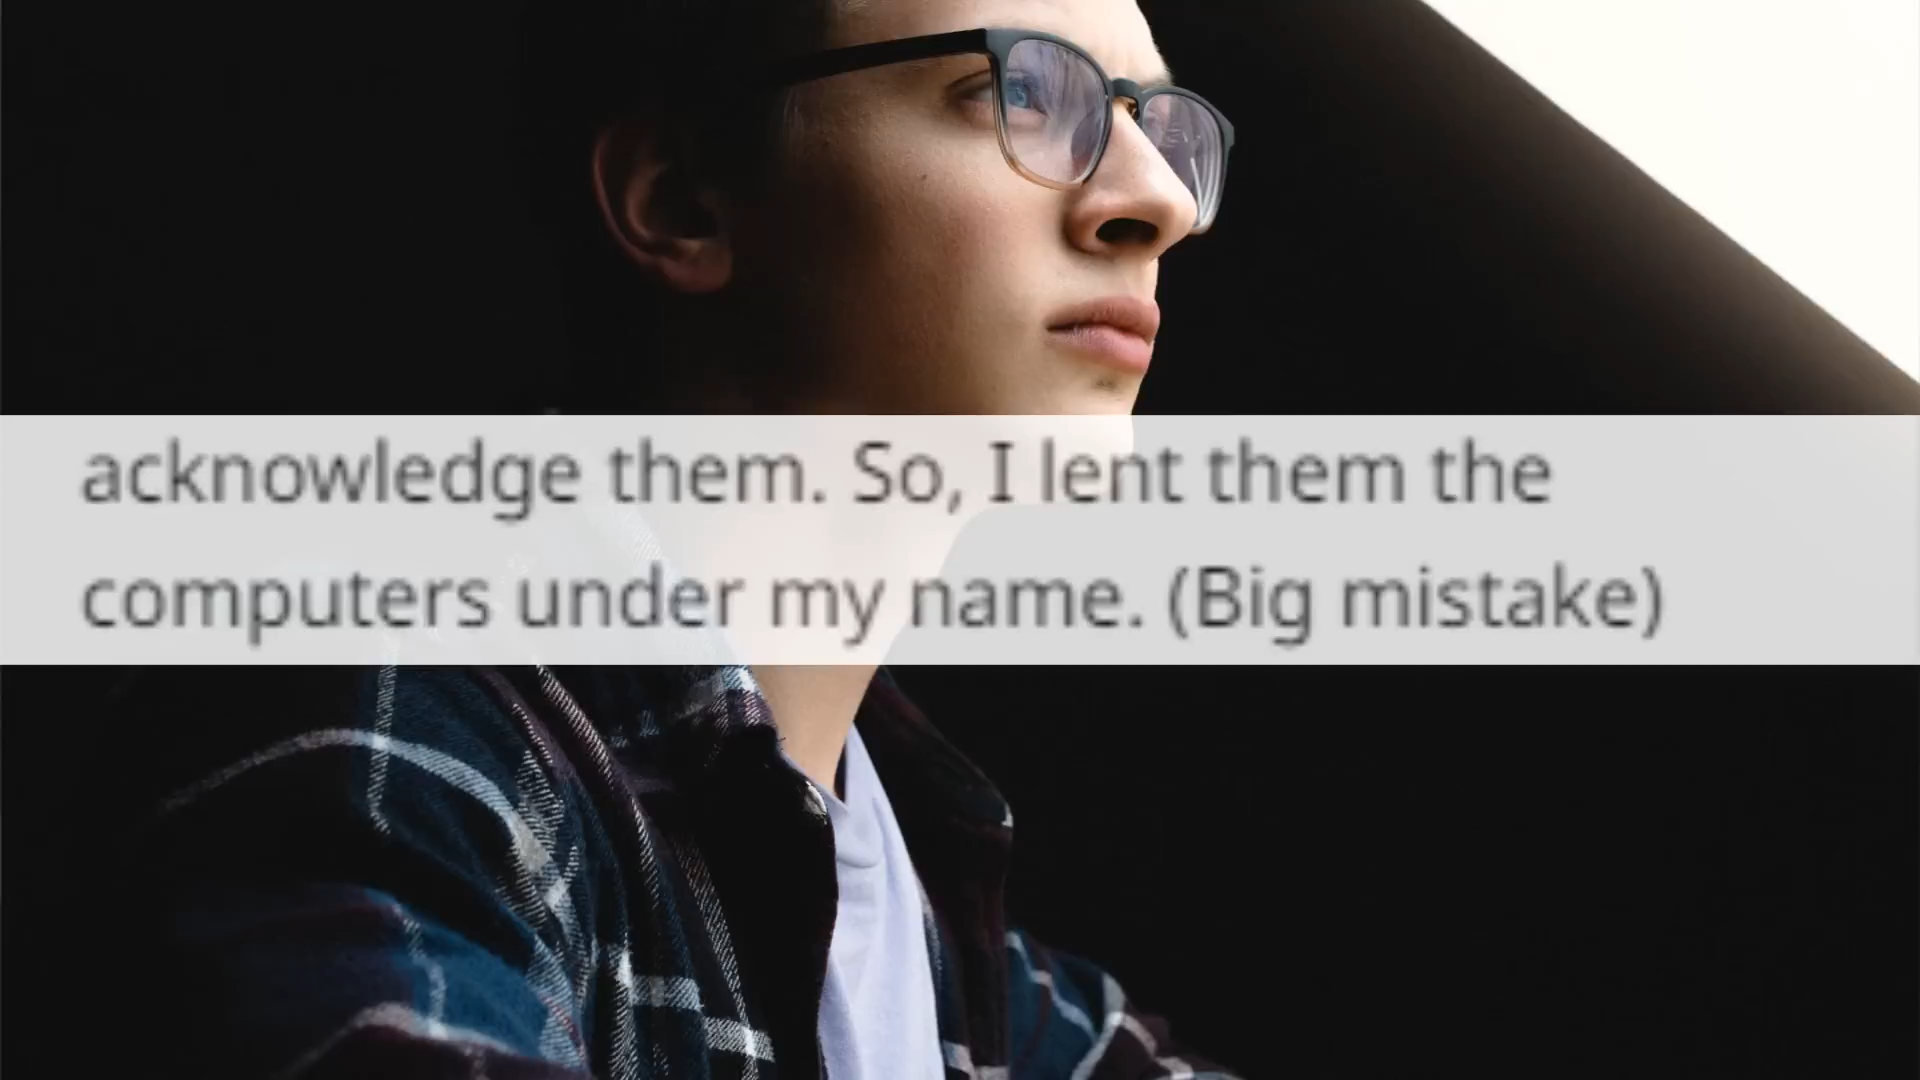 acknowledge them. So, I lent them the
computers under my name. (Big mistake)